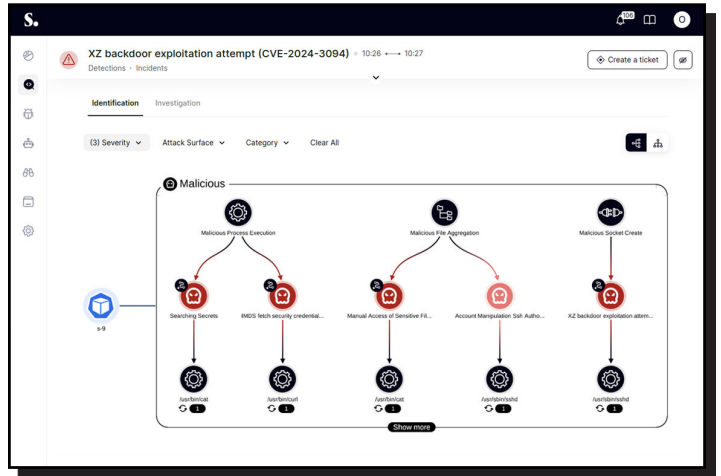 S.
106
O
XZ backdoor exploitation attempt (CVE-2024-3094) 10:26 10:27
Detections Incidents
Create a ticket
Identification Investigation
(3) Severity Attack Surface Category Clear All
Malicious
Malicious Process Execution Malicious File Aggregation Malicious Socket Create
Searching Secrets IMDS fetch security credential... Manual Access of Sensitive Fil... Account Manipulation Ssh Autho... XZ backdoor exploitation attem...
s-9
/usr/bin/cat /usr/bin/curl /usr/bin/cat /usr/sbin/sshd /usr/sbin/sshd
1 1 1 1 1
Show more